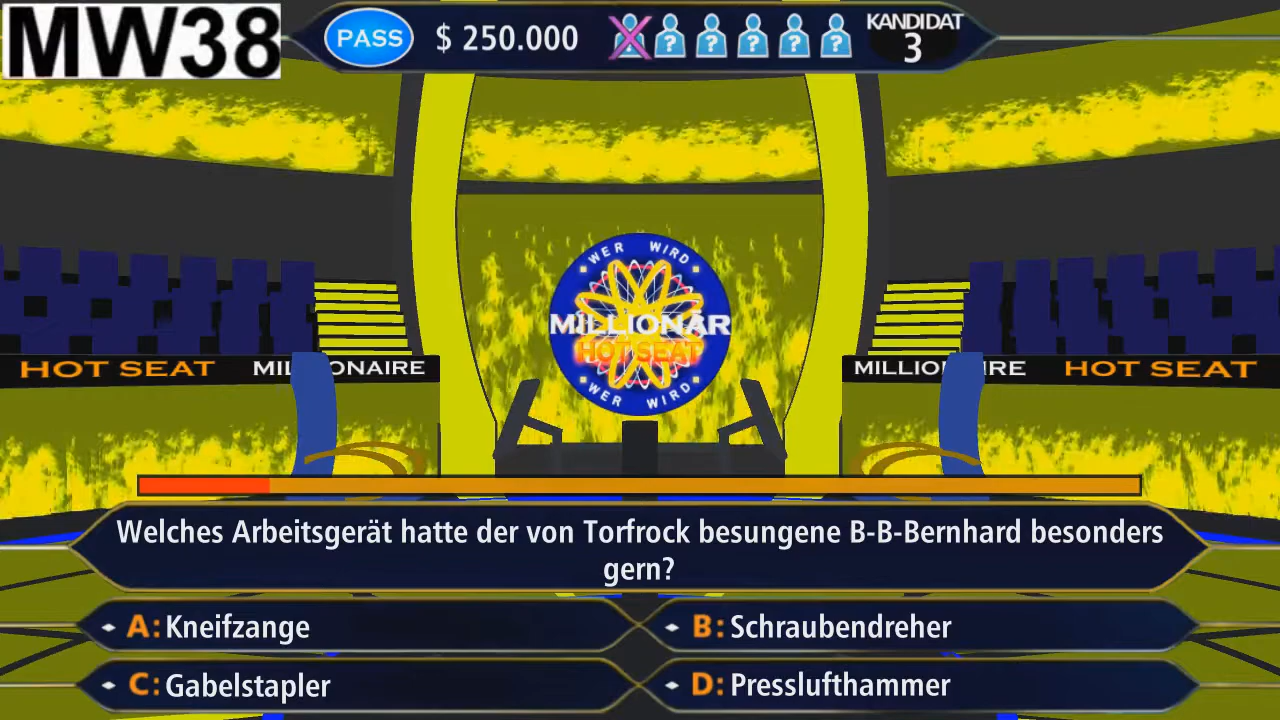 MW38
PASS
$ 250.000
? ? ? ? ?
KANDIDAT
3
WER WIRD
MILLIONÄR
HOT SEAT
WER WIRD
HOT SEAT MILLIONAIRE
MILLIONAIRE HOT SEAT
Welches Arbeitsgerät hatte der von Torfrock besungene B-B-Bernhard besonders
gern?
A: Kneifzange
B: Schraubendreher
C: Gabelstapler
D: Presslufthammer